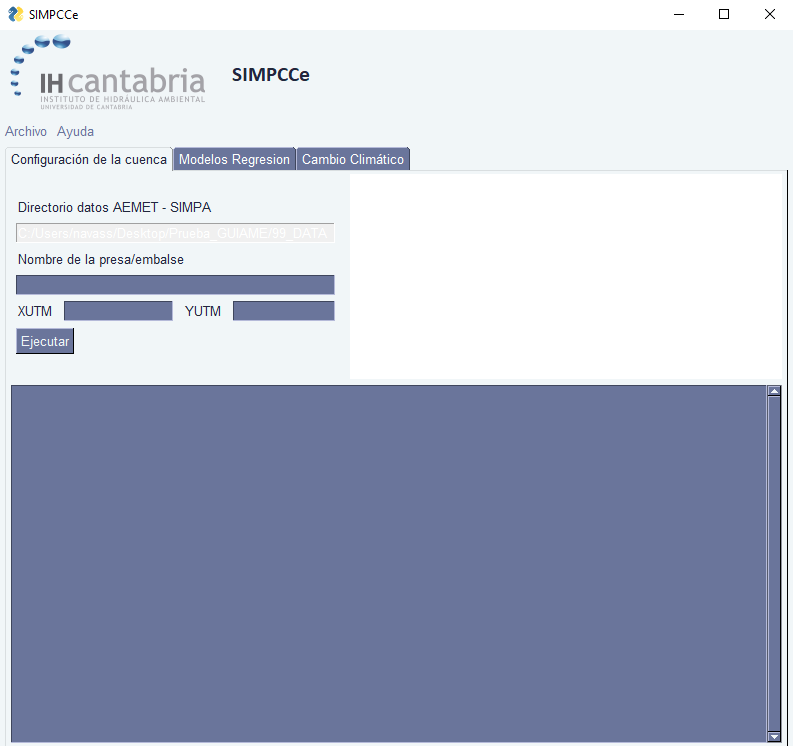 SIMPCCe
IH cantabria
INSTITUTO DE HIDRÁULICA AMBIENTAL
UNIVERSIDAD DE CANTABRIA
SIMPCCe
Archivo Ayuda
Configuración de la cuenca Modelos Regresion Cambio Climático
Directorio datos AEMET - SIMPA
C:/Users/navass/Desktop/Prueba_GUIAME/99_DATA
Nombre de la presa/embalse
XUTM YUTM
Ejecutar